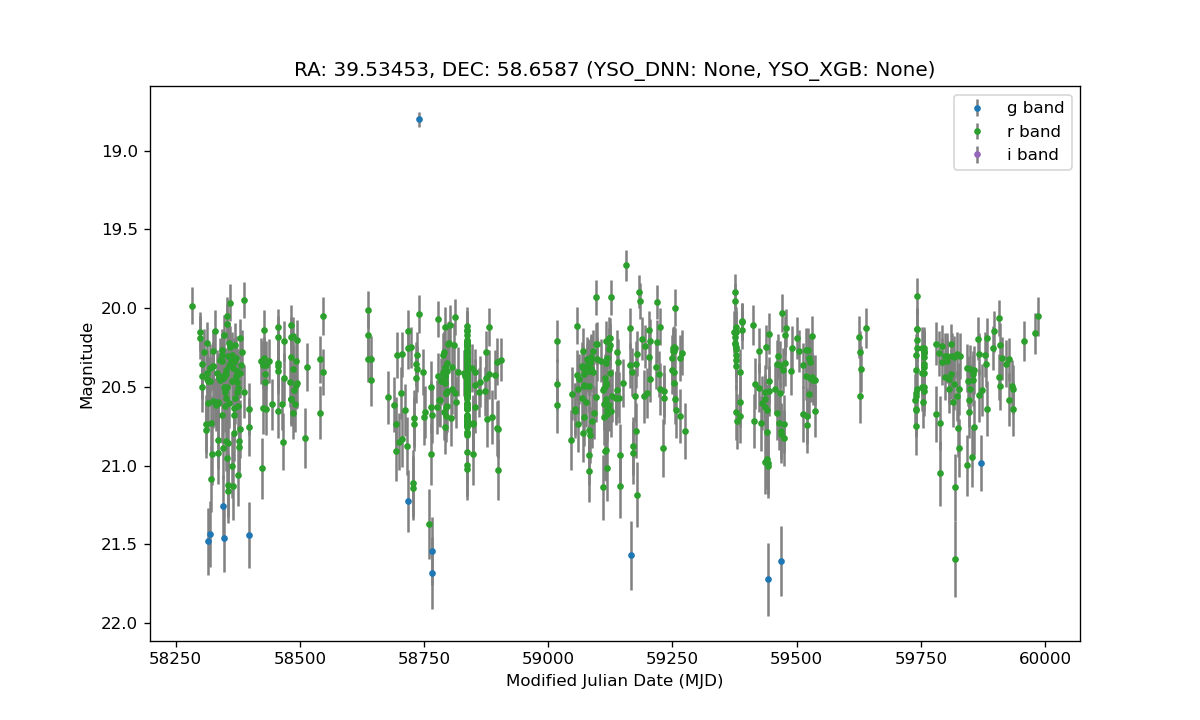 RA: 39.53453, DEC: 58.6587 (YSO_DNN: None, YSO_XGB: None)
g band
r band
i band
19.0
19.5
20.0
20.5
21.0
21.5
22.0
Magnitude
58250 58500 58750 59000 59250 59500 59750 60000
Modified Julian Date (MJD)